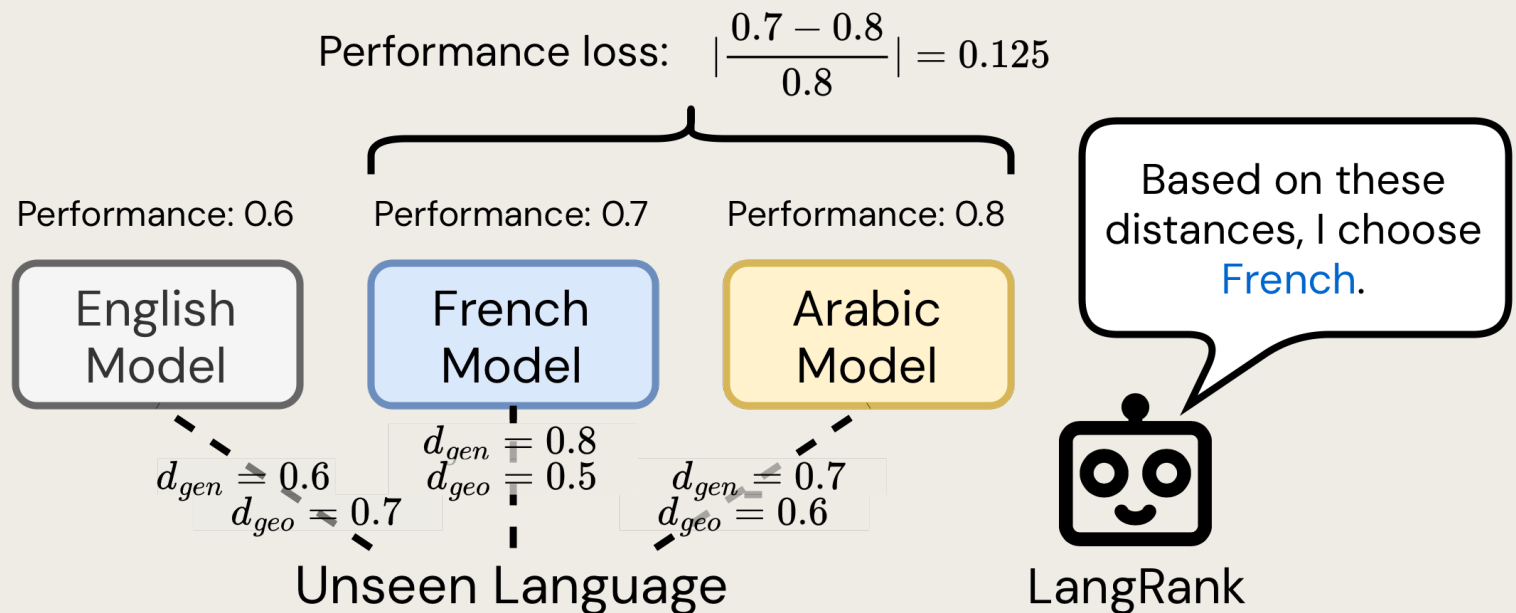 Performance loss: |(0.7 − 0.8)/0.8| = 0.125
Performance: 0.6
Performance: 0.7
Performance: 0.8
English
Model
French
Model
Arabic
Model
Based on these
distances, I choose
French.
d_gen = 0.6
d_geo = 0.7
d_gen = 0.8
d_geo = 0.5
d_gen = 0.7
d_geo = 0.6
Unseen Language
LangRank